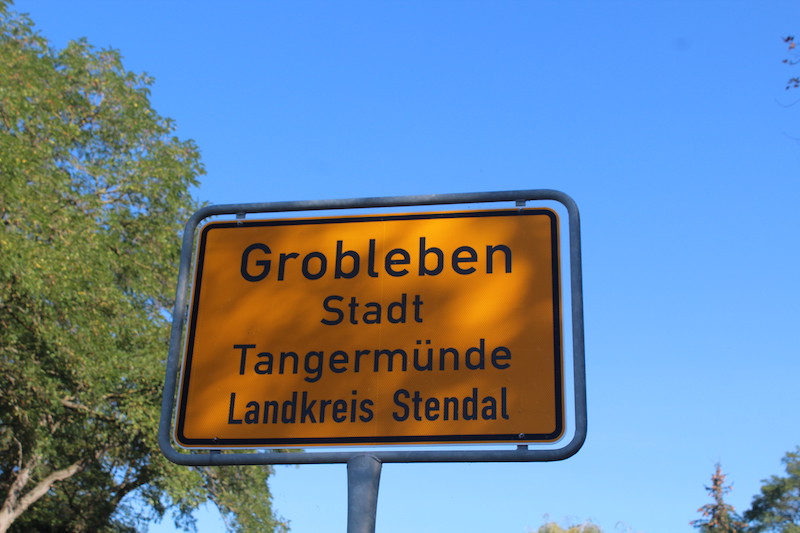 Grobleben
Stadt
Tangermünde
Landkreis Stendal